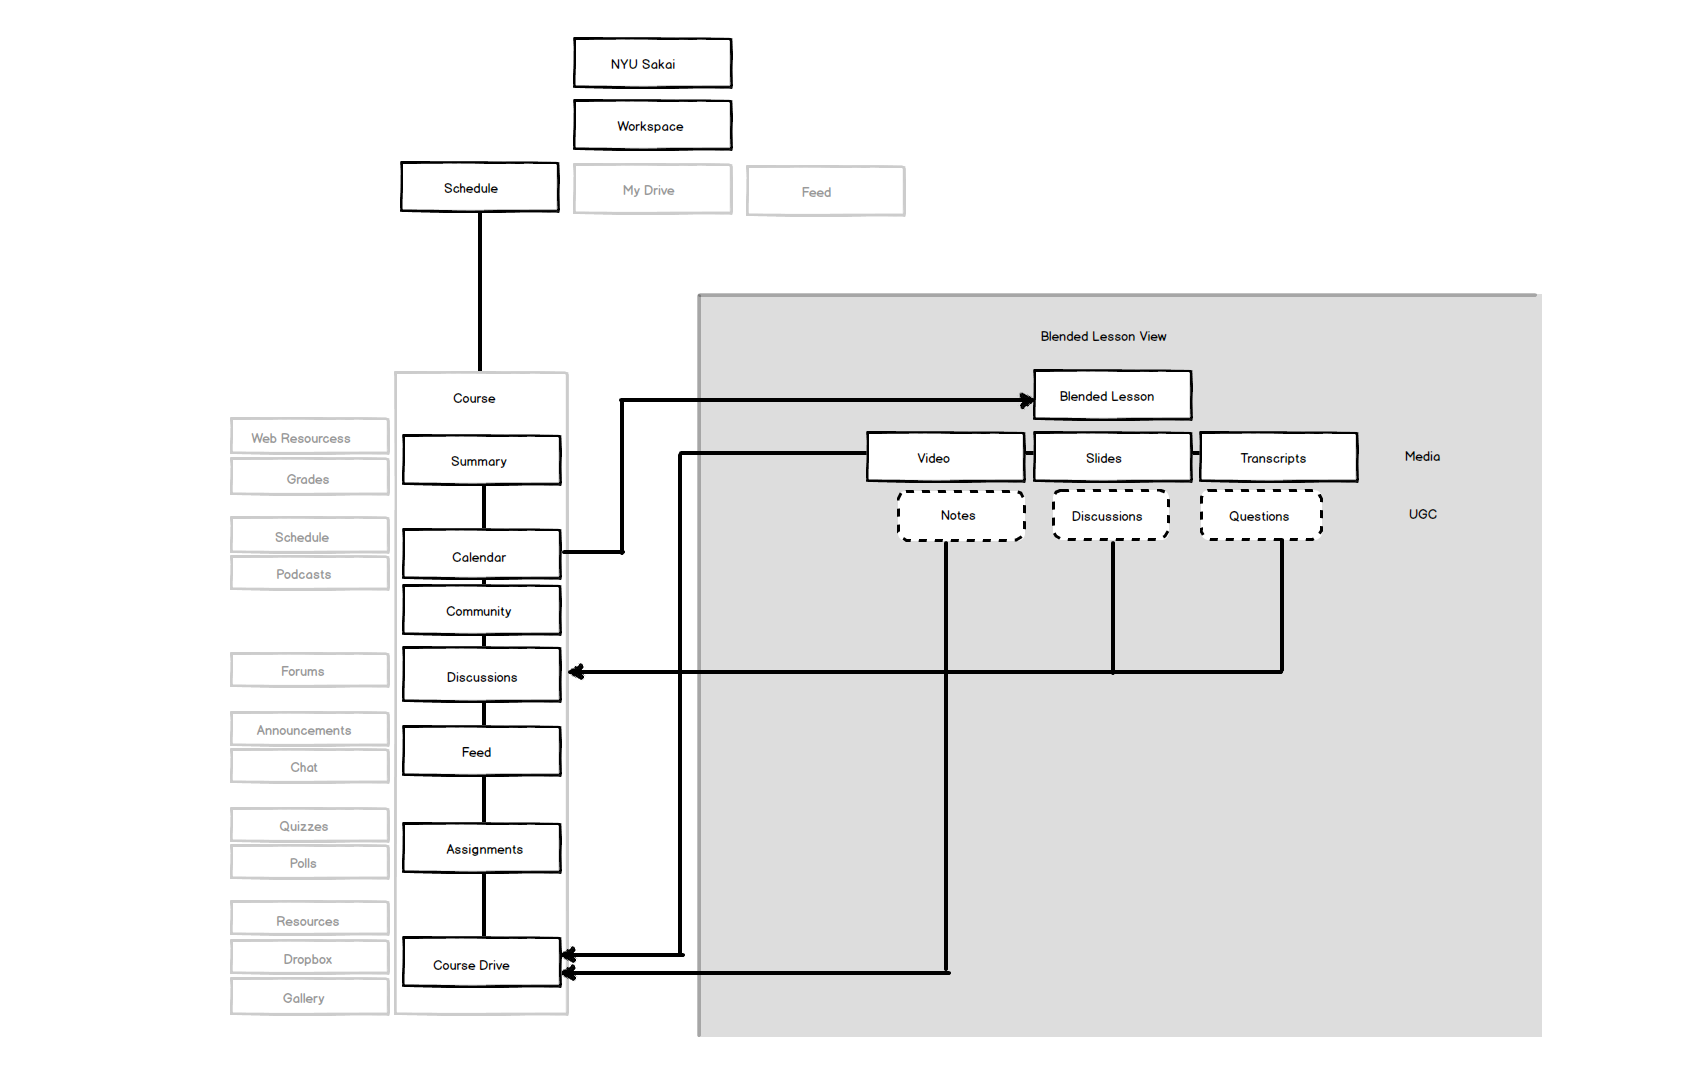 NYU Sakai
Workspace
Schedule
My Drive
Feed
Course
Web Resourcess
Grades
Summary
Schedule
Podcasts
Calendar
Community
Forums
Discussions
Announcements
Chat
Feed
Quizzes
Polls
Assignments
Resources
Dropbox
Gallery
Course Drive
Blended Lesson View
Blended Lesson
Video
Slides
Transcripts
Media
Notes
Discussions
Questions
UGC